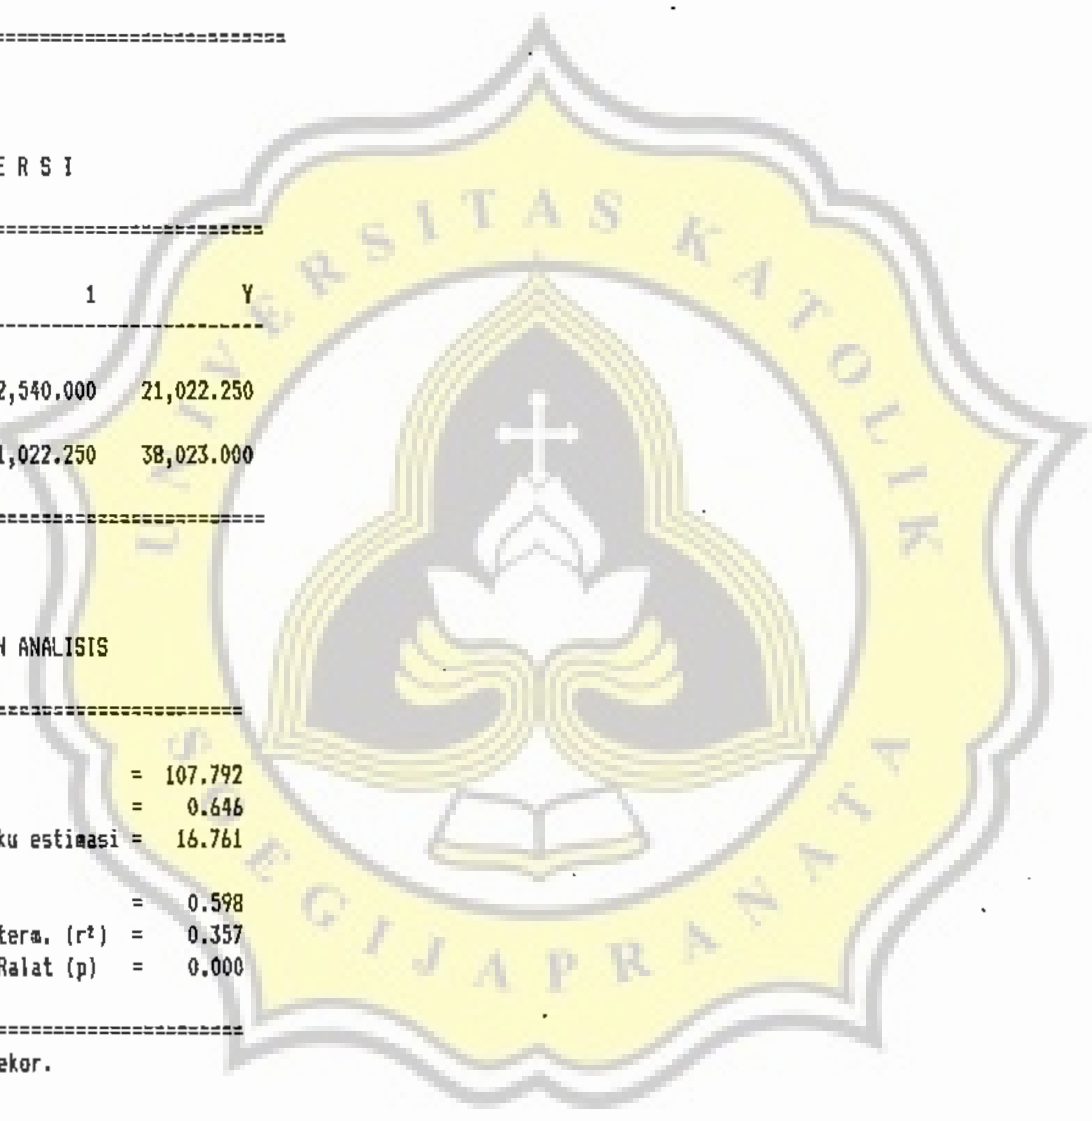 =============================
E R S I
=============================
1 Y
-----------------------------
2,540.000 21,022.250
1,022.250 38,023.000
=============================
N ANALISIS
=============================
= 107.792
= 0.646
ku estimasi = 16.761
= 0.598
term. (r²) = 0.357
Ralat (p) = 0.000
=============================
ekor.
UNIVERSITAS KATOLIK
SOEGIJAPRANATA